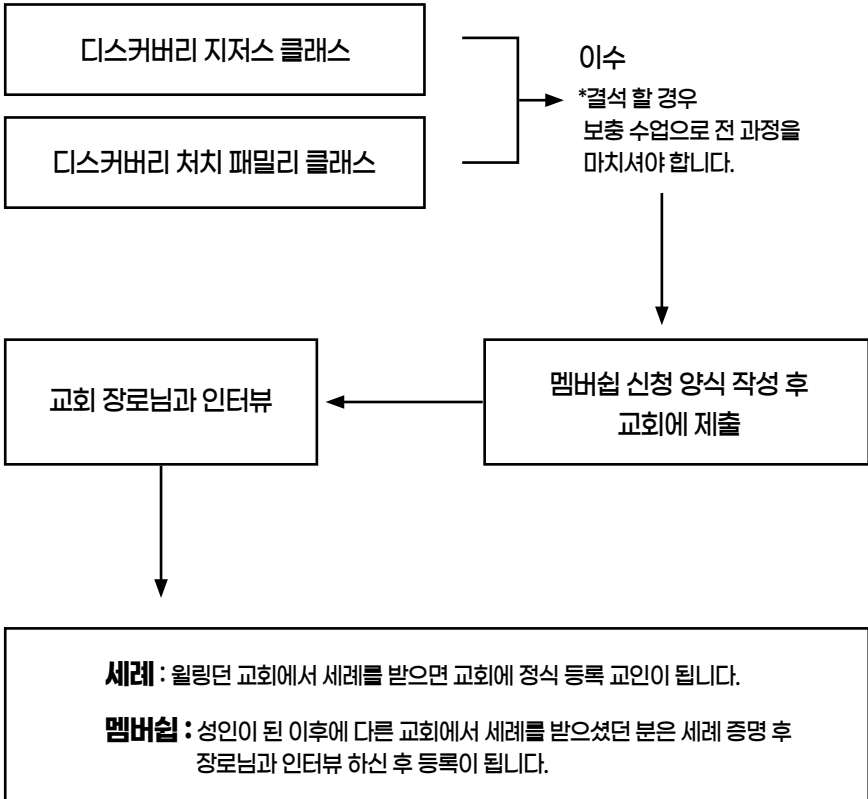 디스커버리 지저스 클래스
디스커버리 처치 패밀리 클래스
이수
*결석 할 경우
보충 수업으로 전 과정을
마치셔야 합니다.
멤버쉽 신청 양식 작성 후
교회에 제출
교회 장로님과 인터뷰
세례 : 윌링던 교회에서 세례를 받으면 교회에 정식 등록 교인이 됩니다.
멤버쉽 : 성인이 된 이후에 다른 교회에서 세례를 받으셨던 분은 세례 증명 후
장로님과 인터뷰 하신 후 등록이 됩니다.